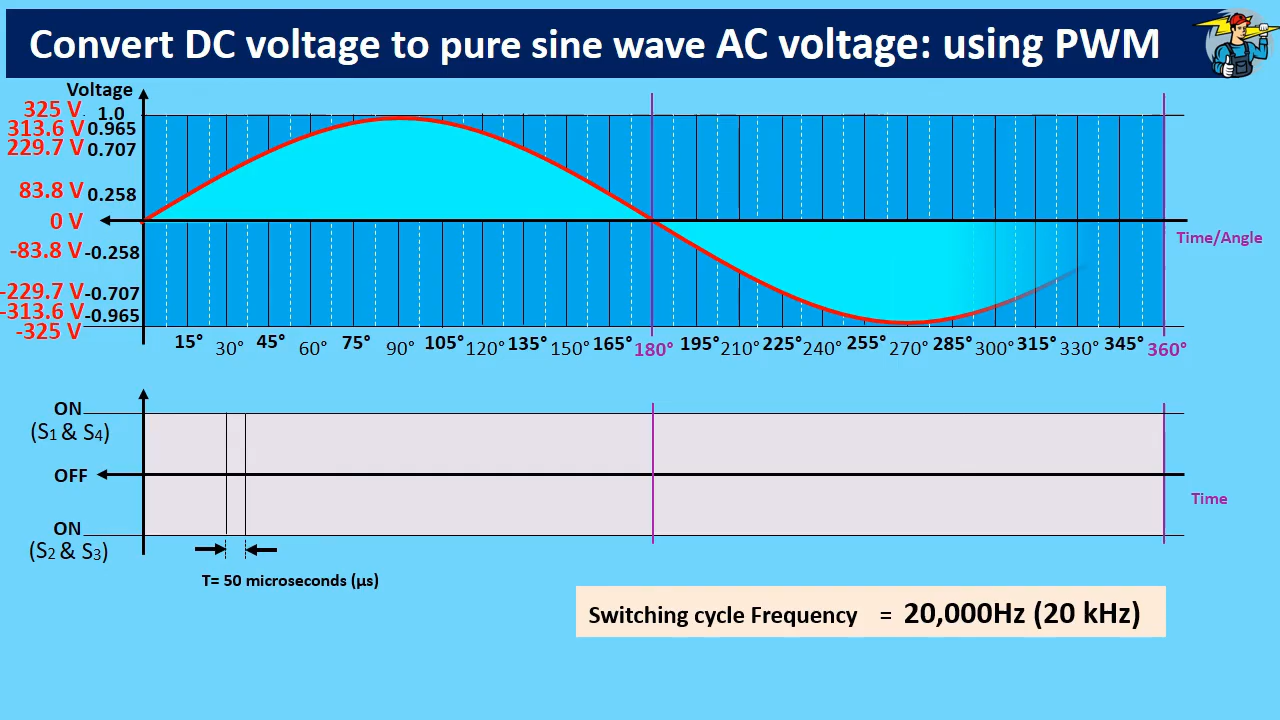 Convert DC voltage to pure sine wave AC voltage: using PWM
Voltage
325 V 1.0
313.6 V 0.965
229.7 V 0.707
83.8 V 0.258
0 V
-83.8 V -0.258
-229.7 V -0.707
-313.6 V -0.965
-325 V
Time/Angle
15° 30° 45° 60° 75° 90° 105° 120° 135° 150° 165° 180° 195° 210° 225° 240° 255° 270° 285° 300° 315° 330° 345° 360°
ON
(S1 & S4)
OFF
ON
(S2 & S3)
Time
T= 50 microseconds (µs)
Switching cycle Frequency = 20,000Hz (20 kHz)